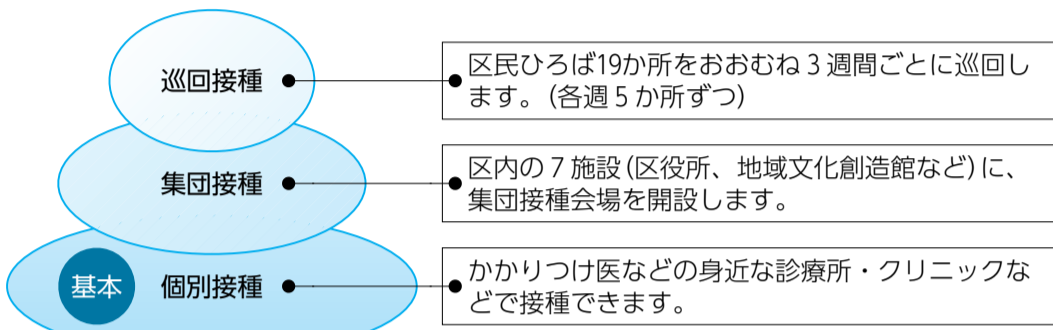 巡回接種
区民ひろば19か所をおおむね3週間ごとに巡回し
ます。(各週5か所ずつ)
集団接種
区内の7施設(区役所、地域文化創造館など)に、
集団接種会場を開設します。
基本
個別接種
かかりつけ医などの身近な診療所・クリニックな
どで接種できます。